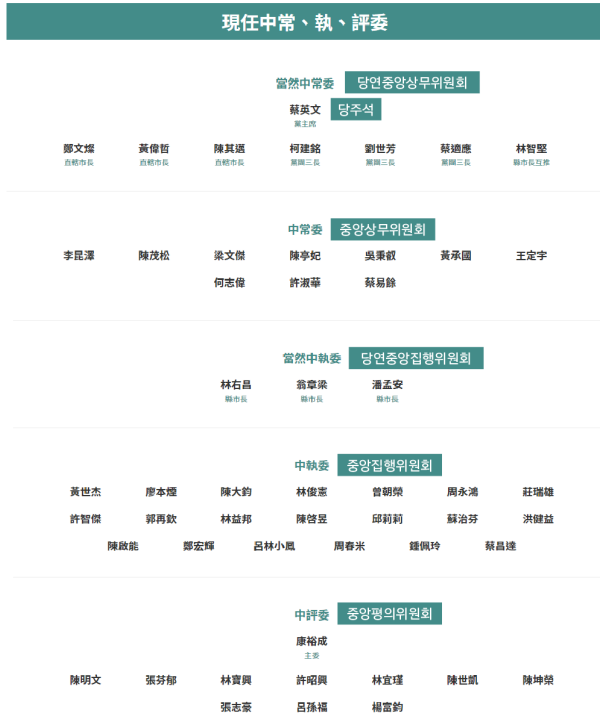 現任中常、執、評委
當然中常委 당연중앙상무위원회
蔡英文 당주석
黨主席
鄭文燦 黃偉哲 陳其邁 柯建銘 劉世芳 蔡適應 林智堅
直轄市長 直轄市長 直轄市長 黨團三長 黨團三長 黨團三長 縣市長互推
中常委 중앙상무위원회
李昆澤 陳茂松 梁文傑 陳亭妃 吳秉叡 黃承國 王定宇
何志偉 許淑華 蔡易餘
當然中執委 당연중앙집행위원회
林右昌 翁章梁 潘孟安
縣市長 縣市長 縣市長
中執委 중앙집행위원회
黃世杰 廖本煙 陳大鈞 林俊憲 曾朝榮 周永鴻 莊瑞雄
許智傑 郭再欽 林益邦 陳啓昱 邱莉莉 蘇治芬 洪健益
陳啟能 鄭宏輝 呂林小鳳 周春米 鍾佩玲 蔡昌達
中評委 중앙평의위원회
康裕成
主委
陳明文 張芬郁 林寶興 許昭興 林宜瑾 陳世凱 陳坤榮
張志豪 呂孫福 楊富鈞